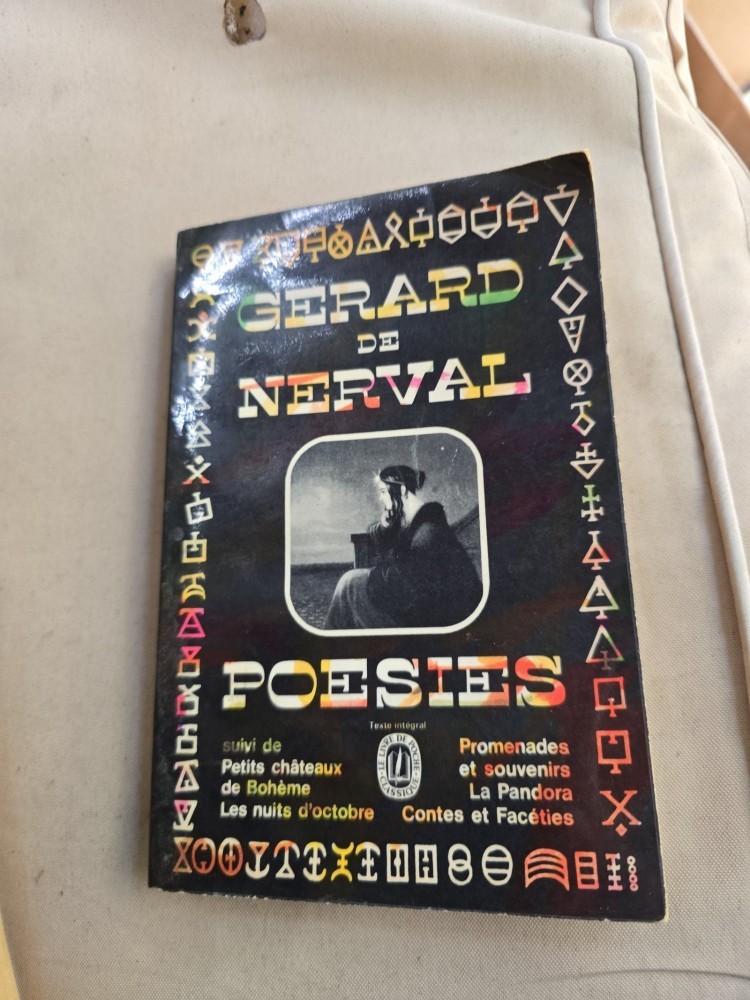 GERARD
DE
NERVAL
POESIES
Texte intégral
suivi de
Petits châteaux
de Bohème
Les nuits d'octobre
LE LIVRE DE POCHE
CLASSIQUE
Promenades
et souvenirs
La Pandora
Contes et Facéties